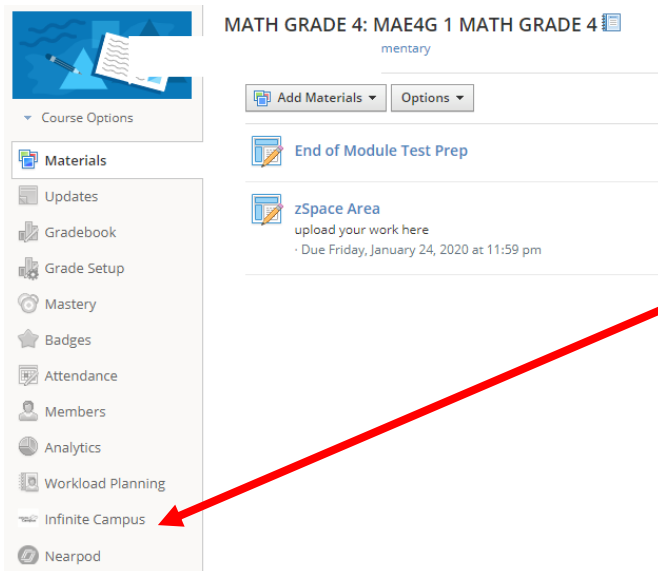 MATH GRADE 4: MAE4G 1 MATH GRADE 4
mentary
Course Options
Add Materials Options
Materials
End of Module Test Prep
Updates
zSpace Area
upload your work here
· Due Friday, January 24, 2020 at 11:59 pm
Gradebook
Grade Setup
Mastery
Badges
Attendance
Members
Analytics
Workload Planning
Infinite Campus
Nearpod